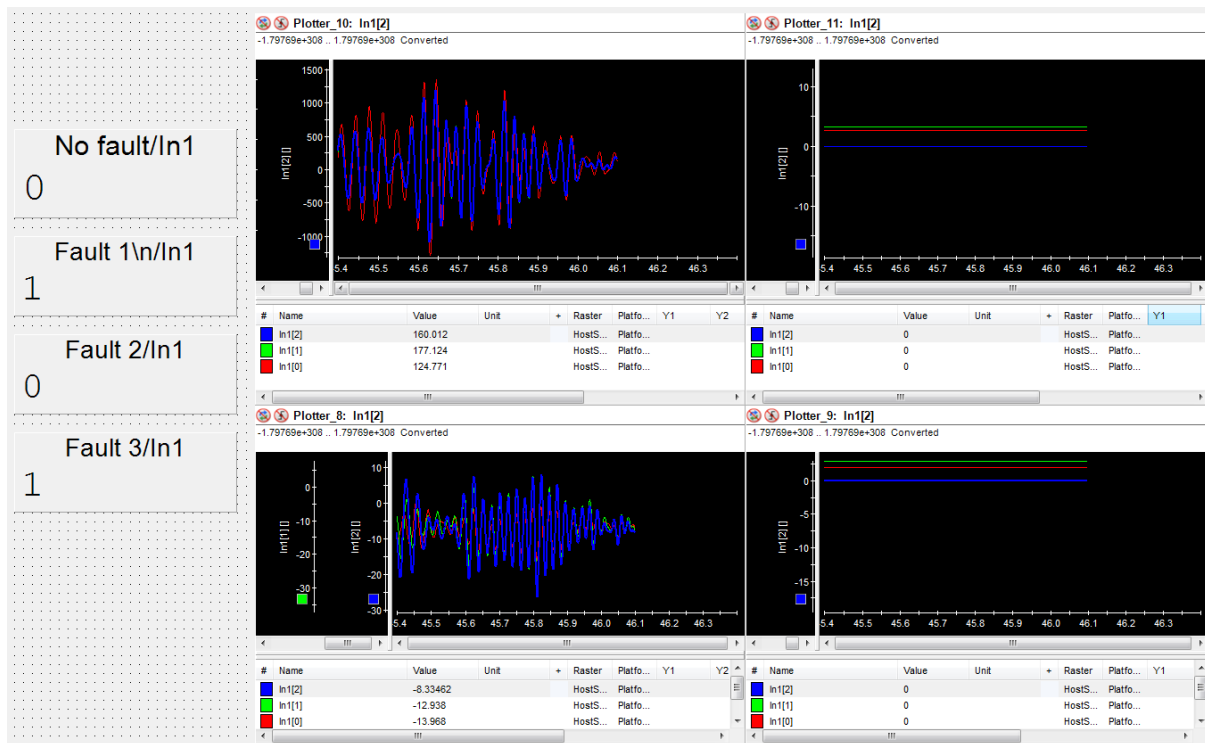 No fault/In1
0
Fault 1\n/In1
1
Fault 2/In1
0
Fault 3/In1
1
Plotter_10: In1[2]
-1.79769e+308 .. 1.79769e+308 Converted
1500
1000
500
0
-500
-1000
In1[2] []
5.4 45.5 45.6 45.7 45.8 45.9 46.0 46.1 46.2 46.3
# Name Value Unit + Raster Platfo... Y1 Y2
In1[2] 160.012 HostS... Platfo...
In1[1] 177.124 HostS... Platfo...
In1[0] 124.771 HostS... Platfo...
Plotter_11: In1[2]
-1.79769e+308 .. 1.79769e+308 Converted
10
0
-10
In1[2] []
5.4 45.5 45.6 45.7 45.8 45.9 46.0 46.1 46.2 46.3
# Name Value Unit + Raster Platfo... Y1
In1[2] 0 HostS... Platfo...
In1[1] 0 HostS... Platfo...
In1[0] 0 HostS... Platfo...
Plotter_8: In1[2]
-1.79769e+308 .. 1.79769e+308 Converted
0
-10
-20
-30
In1[1] []
10
0
-10
-20
-30
In1[2] []
5.4 45.5 45.6 45.7 45.8 45.9 46.0 46.1 46.2 46.3
# Name Value Unit + Raster Platfo... Y1 Y2
In1[2] -8.33462 HostS... Platfo...
In1[1] -12.938 HostS... Platfo...
In1[0] -13.968 HostS... Platfo...
Plotter_9: In1[2]
-1.79769e+308 .. 1.79769e+308 Converted
0
-5
-10
-15
In1[2] []
5.4 45.5 45.6 45.7 45.8 45.9 46.0 46.1 46.2 46.3
# Name Value Unit + Raster Platfo... Y1
In1[2] 0 HostS... Platfo...
In1[1] 0 HostS... Platfo...
In1[0] 0 HostS... Platfo...